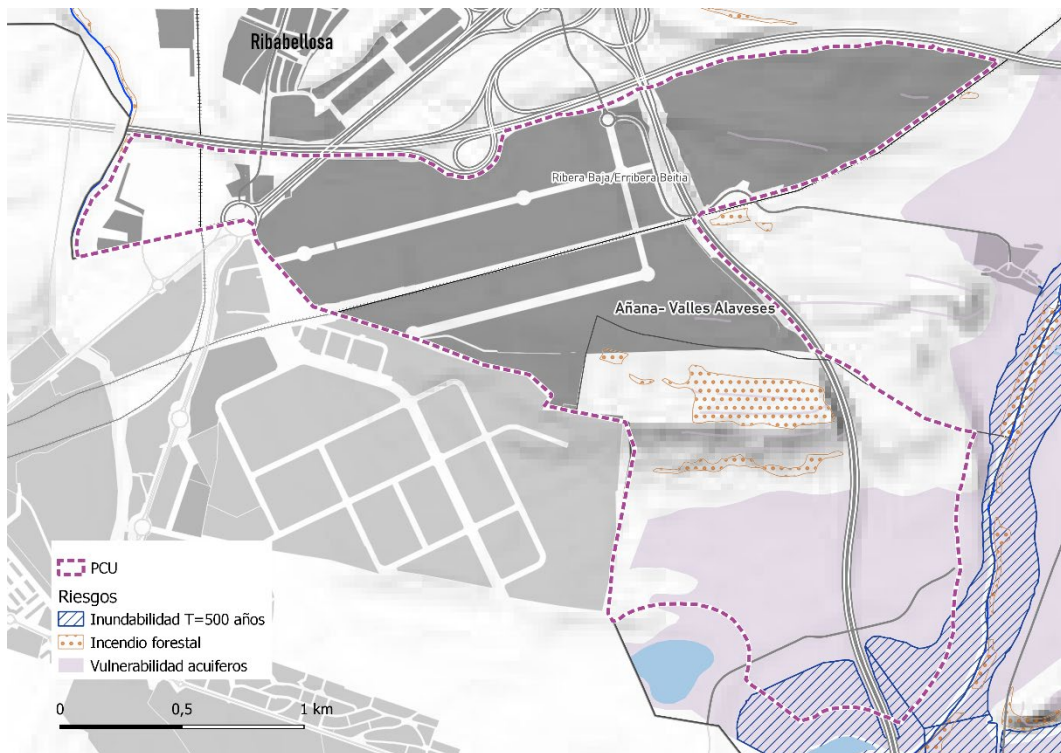 Ribabellosa
Ribera Baja/Erribera Beitia
Añana- Valles Alaveses
PCU
Riesgos
Inundabilidad T=500 años
Incendio forestal
Vulnerabilidad acuiferos
0 0,5 1 km